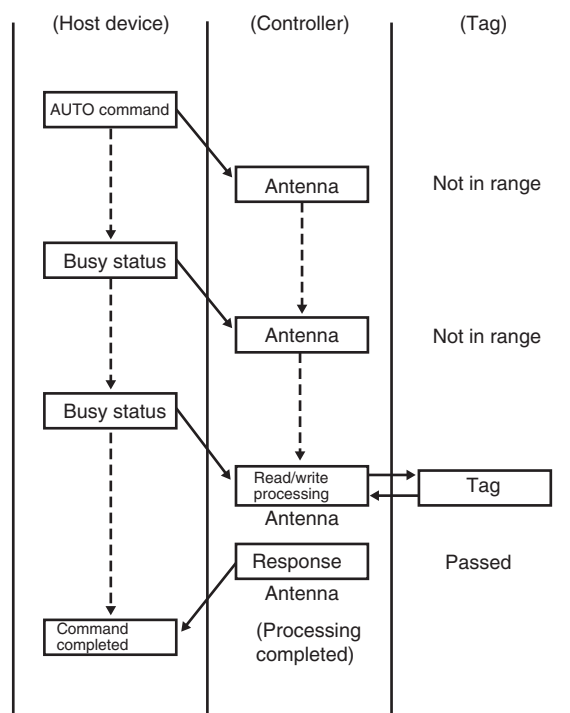 (Host device) (Controller) (Tag)
AUTO command
Antenna Not in range
Busy status
Antenna Not in range
Busy status
Read/write
processing
Tag
Antenna
Response Passed
Antenna
Command
completed
(Processing
completed)